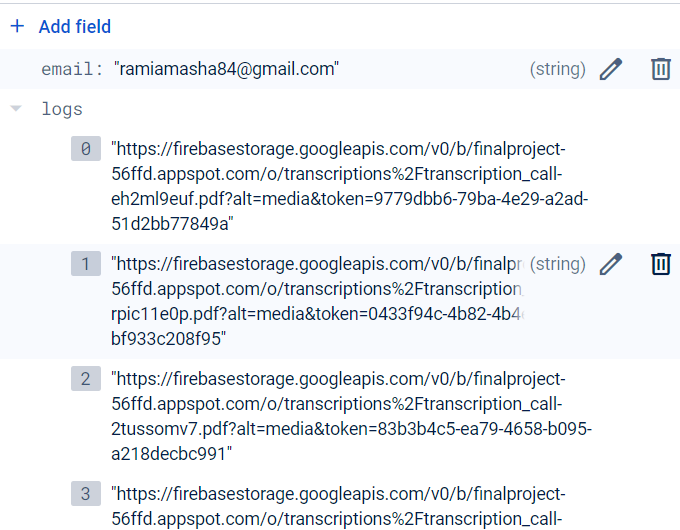 + Add field
email: "ramiamasha84@gmail.com" (string)
logs
0 "https://firebasestorage.googleapis.com/v0/b/finalproject-
56ffd.appspot.com/o/transcriptions%2Ftranscription_call-
eh2ml9euf.pdf?alt=media&token=9779dbb6-79ba-4e29-a2ad-
51d2bb77849a"
1 "https://firebasestorage.googleapis.com/v0/b/finalpr (string)
56ffd.appspot.com/o/transcriptions%2Ftranscription_
rpic11e0p.pdf?alt=media&token=0433f94c-4b82-4b4
bf933c208f95"
2 "https://firebasestorage.googleapis.com/v0/b/finalproject-
56ffd.appspot.com/o/transcriptions%2Ftranscription_call-
2tussomv7.pdf?alt=media&token=83b3b4c5-ea79-4658-b095-
a218decbc991"
3 "https://firebasestorage.googleapis.com/v0/b/finalproject-
56ffd.appspot.com/o/transcriptions%2Ftranscription_call-